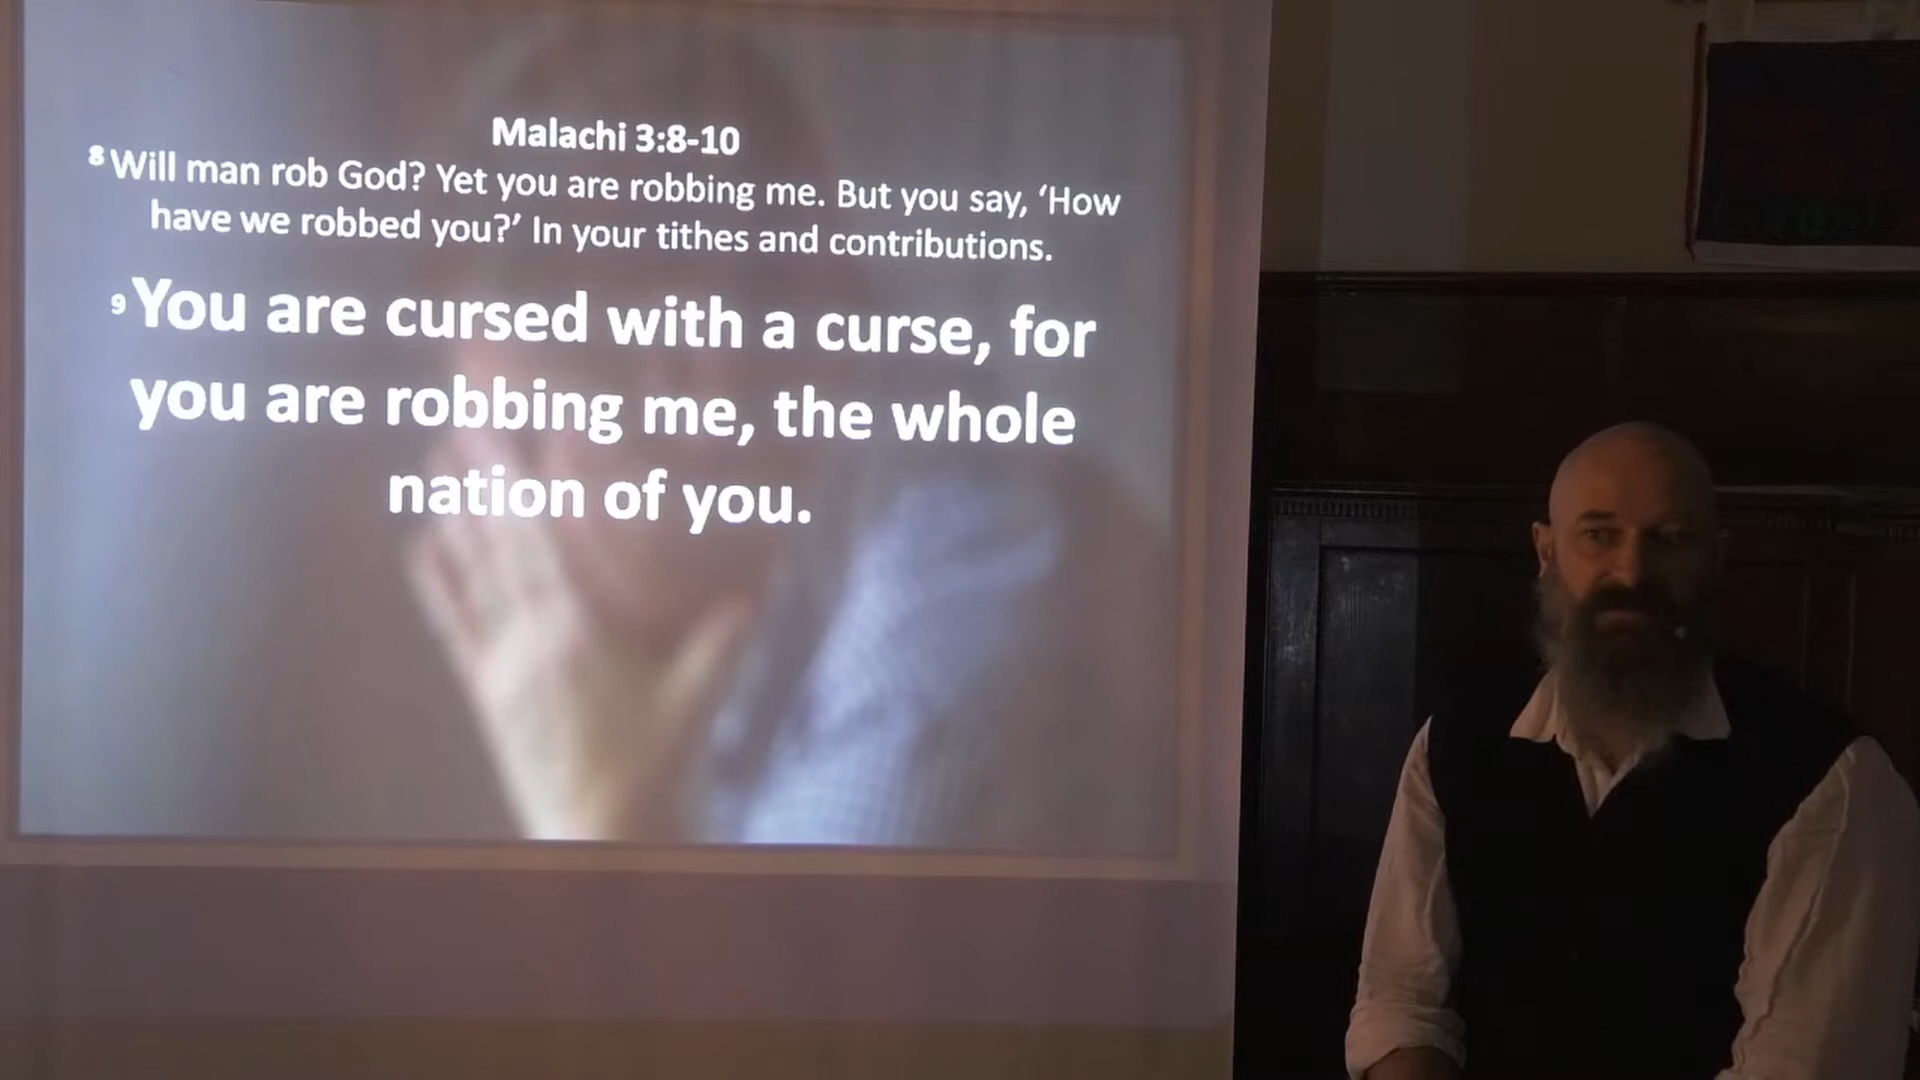 Malachi 3:8-10
8 Will man rob God? Yet you are robbing me. But you say, ‘How
have we robbed you?’ In your tithes and contributions.
9 You are cursed with a curse, for
you are robbing me, the whole
nation of you.